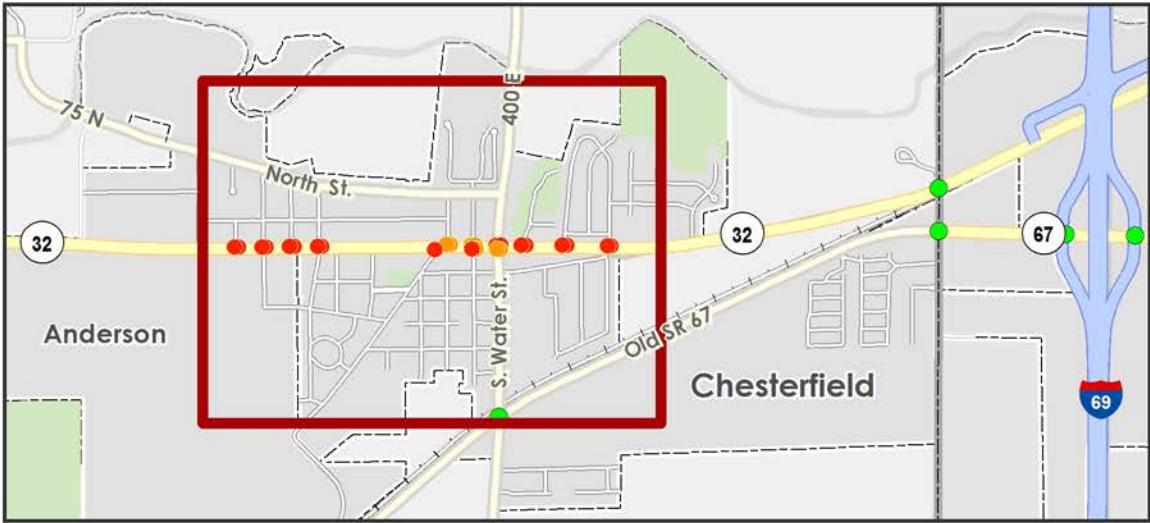 400 E
75 N
North St.
32
32
67
S. Water St.
Old SR 67
Anderson
Chesterfield
69